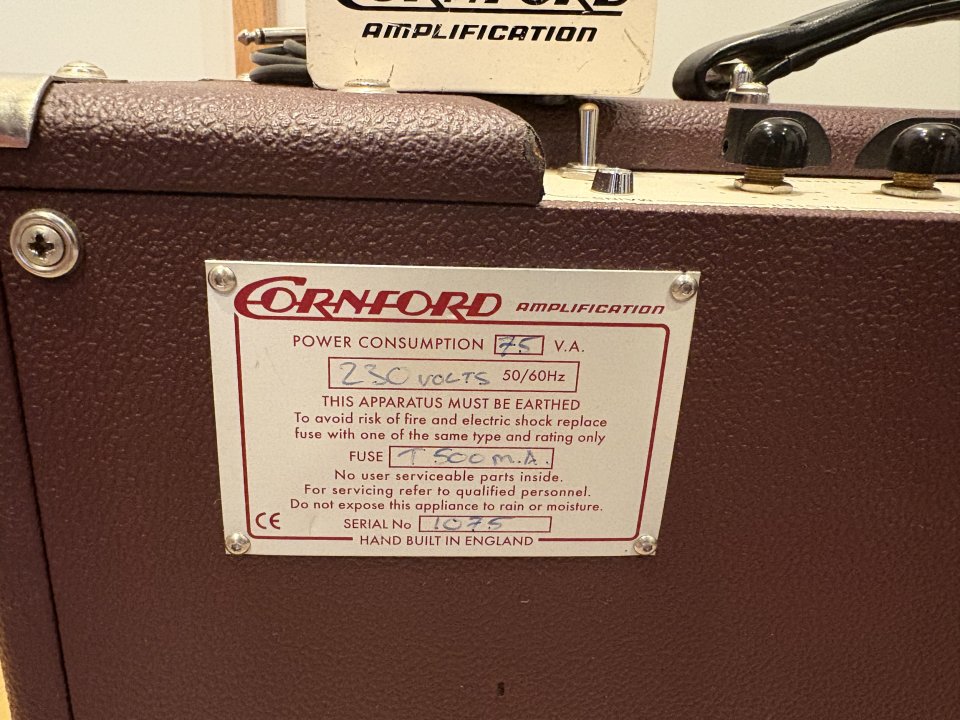 CORNFORD
AMPLIFICATION
CORNFORD AMPLIFICATION
POWER CONSUMPTION 75 V.A.
230 VOLTS 50/60Hz
THIS APPARATUS MUST BE EARTHED
To avoid risk of fire and electric shock replace
fuse with one of the same type and rating only
FUSE T 500 m.A.
No user serviceable parts inside.
For servicing refer to qualified personnel.
Do not expose this appliance to rain or moisture.
CE SERIAL No 1075
HAND BUILT IN ENGLAND